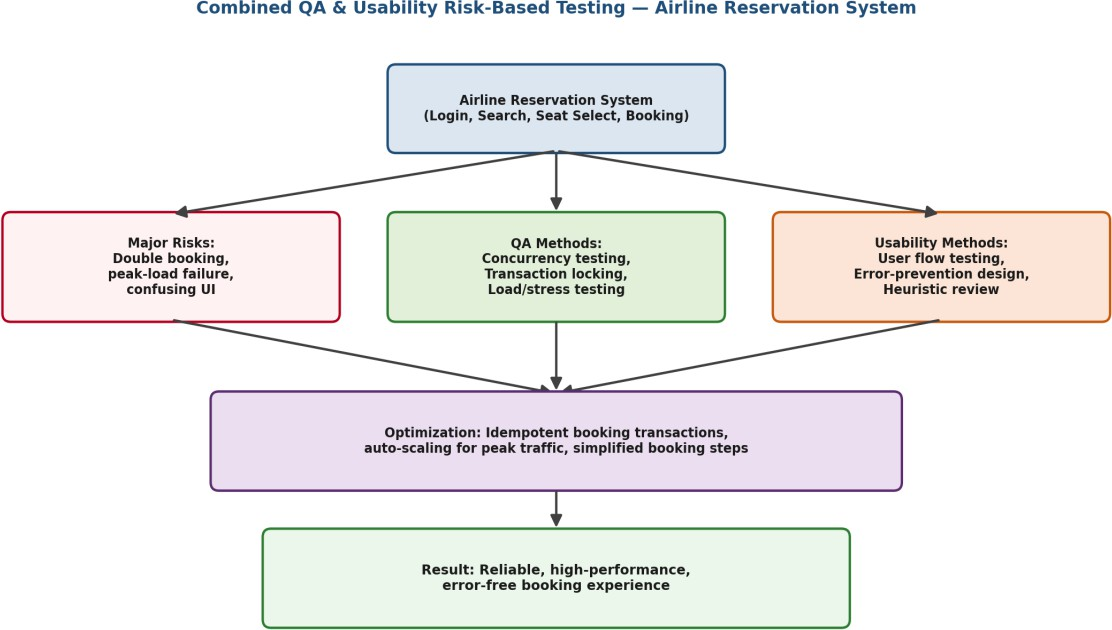 Combined QA & Usability Risk-Based Testing — Airline Reservation System
Airline Reservation System
(Login, Search, Seat Select, Booking)
Major Risks:
Double booking,
peak-load failure,
confusing UI
QA Methods:
Concurrency testing,
Transaction locking,
Load/stress testing
Usability Methods:
User flow testing,
Error-prevention design,
Heuristic review
Optimization: Idempotent booking transactions,
auto-scaling for peak traffic, simplified booking steps
Result: Reliable, high-performance,
error-free booking experience